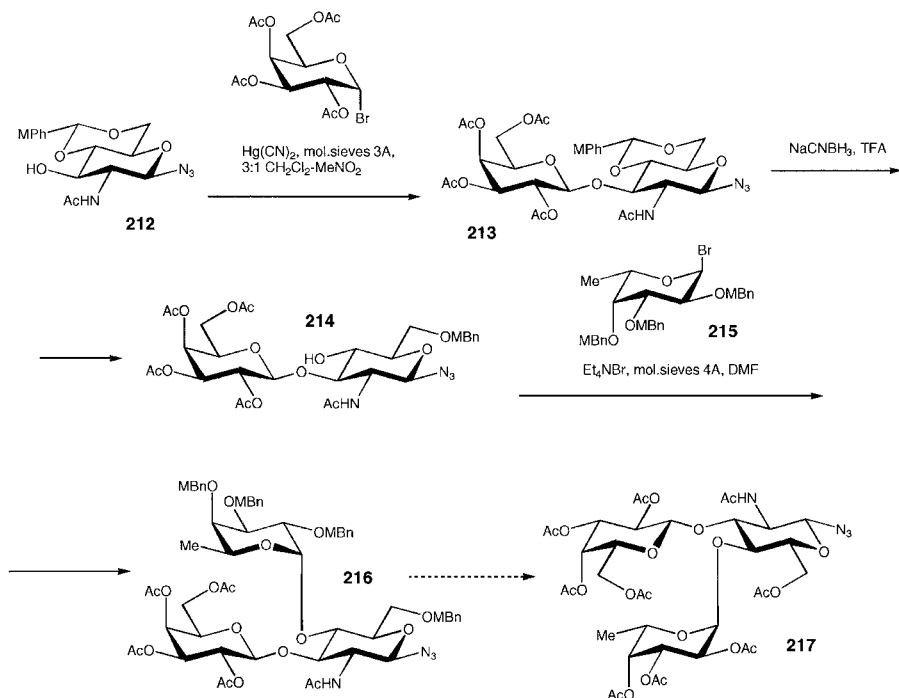 OAc
AcO
O
AcO
AcO
Br
MPh
O
O
O
HO
N3
AcHN
212
Hg(CN)2, mol.sieves 3A,
3:1 CH2Cl2-MeNO2
AcO
OAc
O
AcO
AcO
O
MPh
O
O
O
N3
AcHN
213
NaCNBH3, TFA
AcO
OAc
214
O
AcO
AcO
O
HO
OMBn
O
N3
AcHN
Br
Me
O
OMBn
OMBn
MBnO
215
Et4NBr, mol.sieves 4A, DMF
MBnO
OMBn
OMBn
Me
O
216
AcO
OAc
O
O
OMBn
O
AcO
AcO
O
AcHN
N3
AcO
AcHN
AcO
O
N3
O
O
O
AcO
AcO
OAc
AcO
Me
O
OAc
AcO
AcO
217